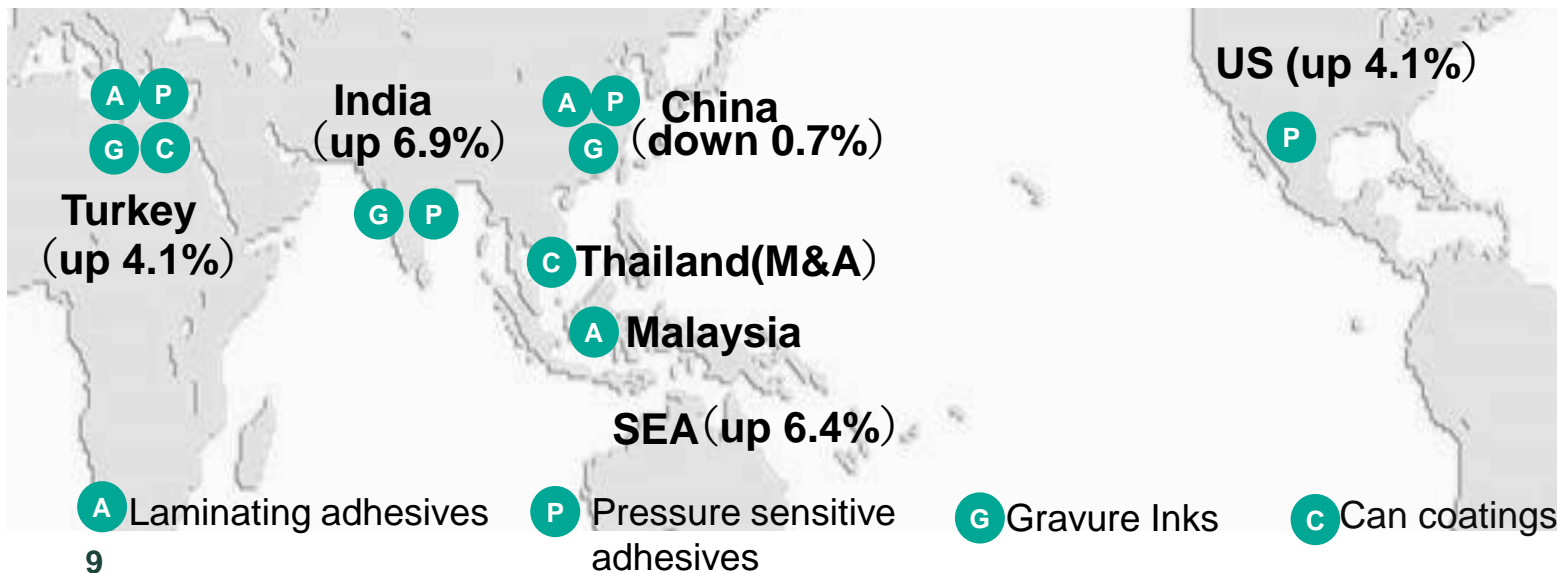 US (up 4.1%）
P
A P
G C
Turkey
（up 4.1%）
India
（up 6.9%）
G P
A P
G
China
（down 0.7%）
C Thailand(M&A）
A Malaysia
SEA（up 6.4%）
A Laminating adhesives
P Pressure sensitive
adhesives
G Gravure Inks
C Can coatings
9